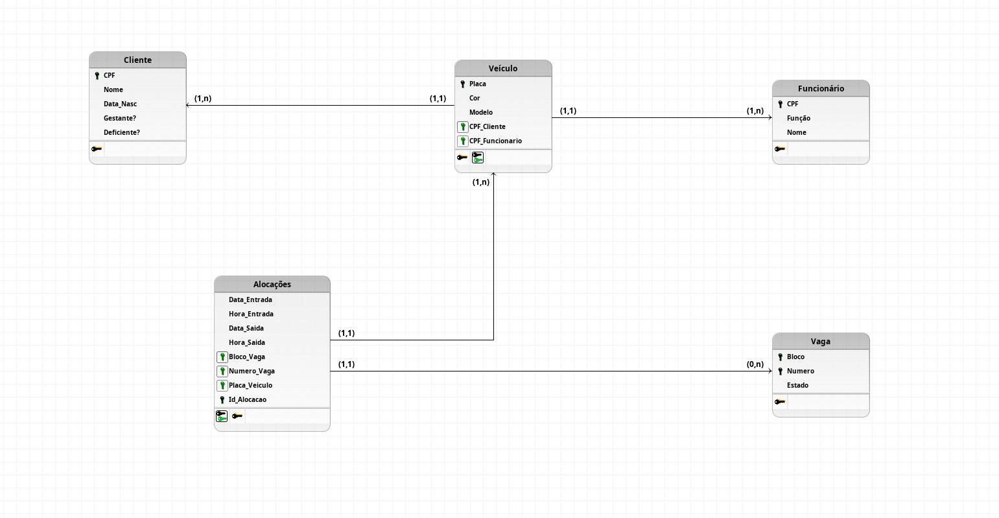 Cliente
CPF
Nome
Data_Nasc
Gestante?
Deficiente?
(1,n)
(1,1)
Veículo
Placa
Cor
Modelo
CPF_Cliente
CPF_Funcionario
(1,1)
(1,n)
Funcionário
CPF
Função
Nome
(1,n)
Alocações
Data_Entrada
Hora_Entrada
Data_Saida
Hora_Saida
Bloco_Vaga
Numero_Vaga
Placa_Veiculo
Id_Alocacao
(1,1)
(1,1)
(0,n)
Vaga
Bloco
Numero
Estado